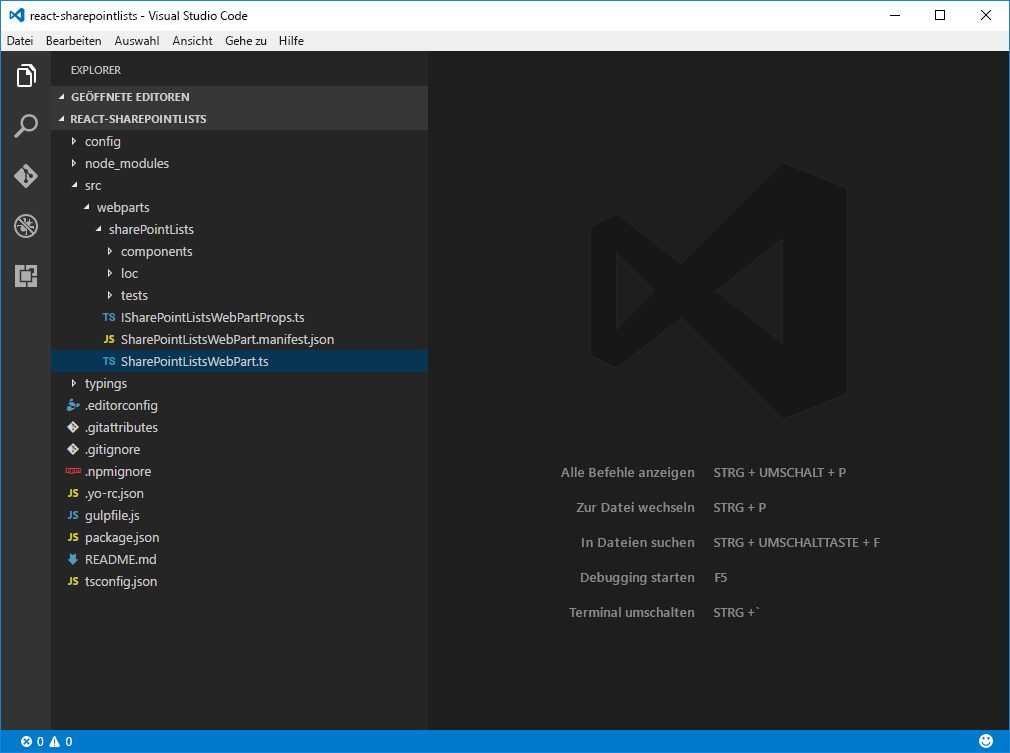 react-sharepointlists - Visual Studio Code
Datei Bearbeiten Auswahl Ansicht Gehe zu Hilfe
EXPLORER
GEÖFFNETE EDITOREN
REACT-SHAREPOINTLISTS
config
node_modules
src
webparts
sharePointLists
components
loc
tests
TS ISharePointListsWebPartProps.ts
JS SharePointListsWebPart.manifest.json
TS SharePointListsWebPart.ts
typings
.editorconfig
.gitattributes
.gitignore
npm .npmignore
JS .yo-rc.json
JS gulpfile.js
JS package.json
README.md
JS tsconfig.json
Alle Befehle anzeigen STRG + UMSCHALT + P
Zur Datei wechseln STRG + P
In Dateien suchen STRG + UMSCHALTTASTE + F
Debugging starten F5
Terminal umschalten STRG +`
0 0